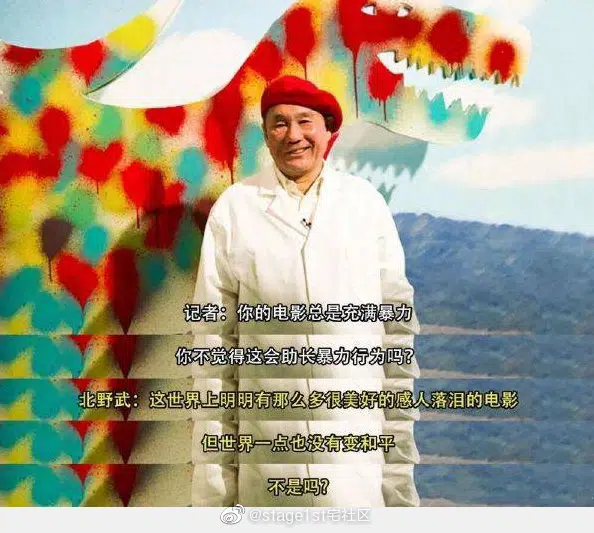 记者：你的电影总是充满暴力
你不觉得这会助长暴力行为吗？
北野武：这世界上明明有那么多很美好的感人落泪的电影
但世界一点也没有变和平
不是吗？
@stage1st宅社区